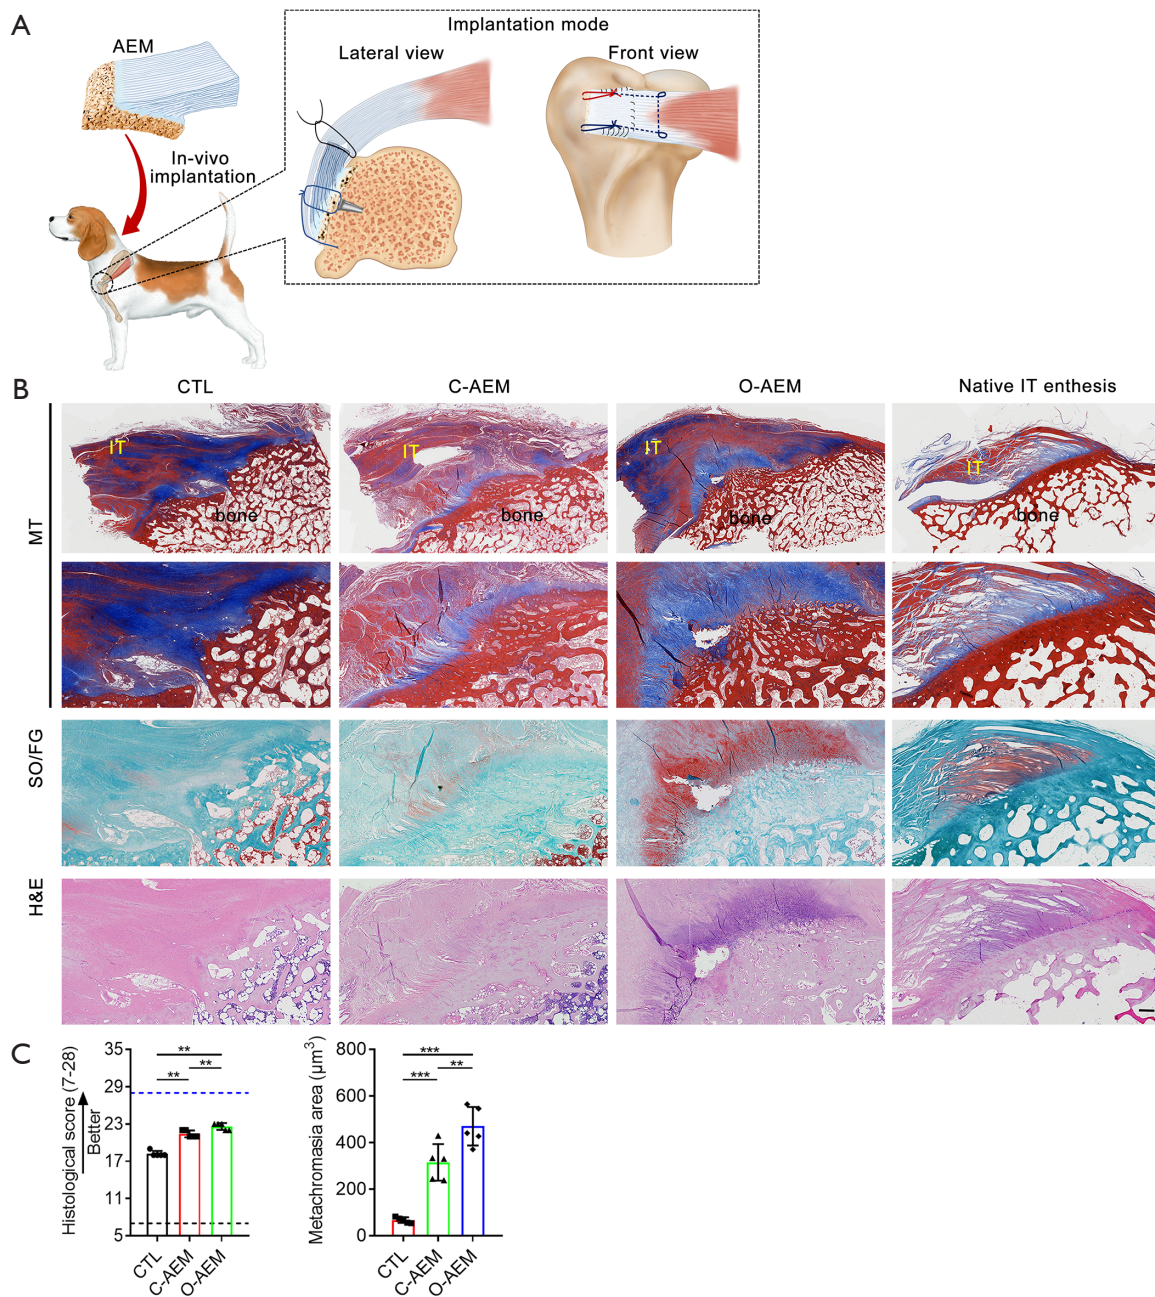 A
AEM
In-vivo
implantation
Implantation mode
Lateral view
Front view
B
CTL
C-AEM
O-AEM
Native IT enthesis
MT
IT
bone
IT
bone
IT
bone
IT
bone
SO/FG
H&E
C
Histological score (7-28)
Better
35
29
23
17
11
5
**
**
**
CTL
C-AEM
O-AEM
Metachromasia area (µm³)
800
600
400
200
0
***
***
**
CTL
C-AEM
O-AEM